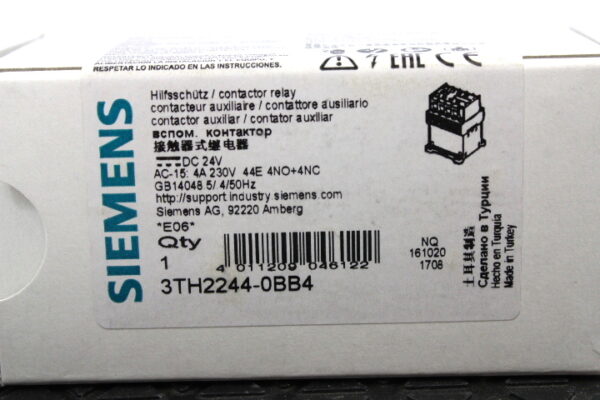 RESPETAR LO INDICADO EN LAS INSTRUCCIONES.
EAC CE
SIEMENS
Hilfsschütz / contactor relay
contacteur auxiliaire / contattore ausiliario
contactor auxiliar / contator auxiliar
вспом. контактор
接触器式继电器
DC 24V
AC-15: 4A 230V 44E 4NO+4NC
GB14048.5/ 4/50Hz
http://support.industry.siemens.com
Siemens AG, 92220 Amberg
*E06*
Qty
1
4 011209 046122
3TH2244-0BB4
NQ
161020
1708
土耳其制造
Сделано в Турции
Hecho en Turquía
Made in Turkey